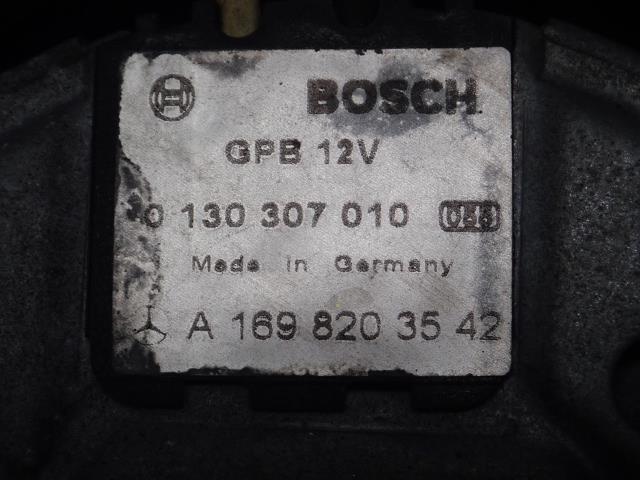 BOSCH
GPB 12V
0 130 307 010
Made in Germany
A 169 820 35 42